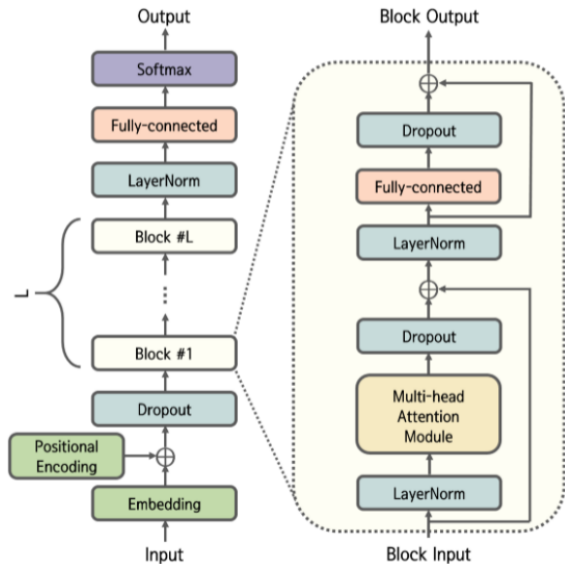 Output
Softmax
Fully-connected
LayerNorm
Block #L
...
L
Block #1
Dropout
Positional
Encoding
Embedding
Input
Block Output
Dropout
Fully-connected
LayerNorm
Dropout
Multi-head
Attention
Module
LayerNorm
Block Input